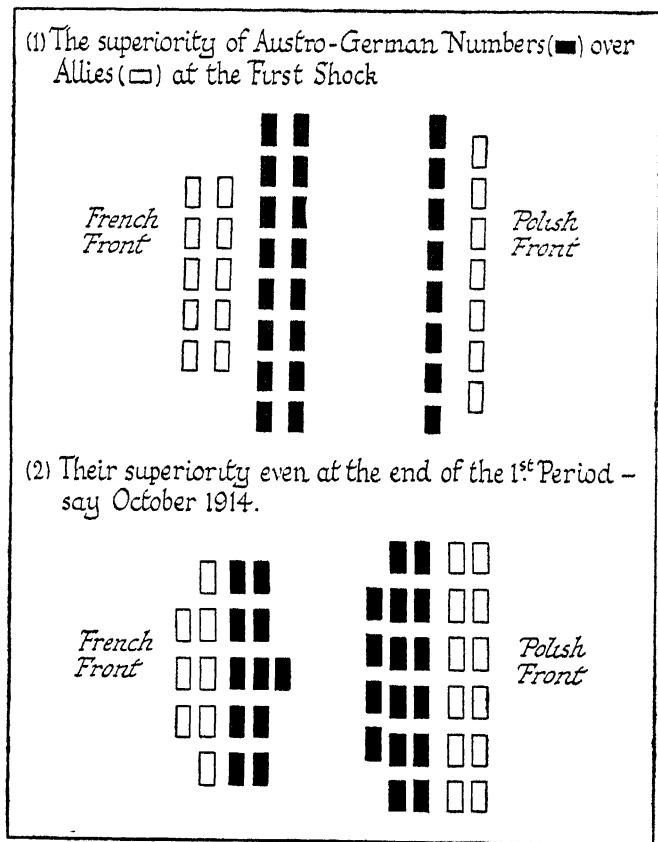 (1) The superiority of Austro-German Numbers (▬) over
Allies (▭) at the First Shock
French
Front
Polish
Front
(2) Their superiority even at the end of the 1st Period –
say October 1914.
French
Front
Polish
Front